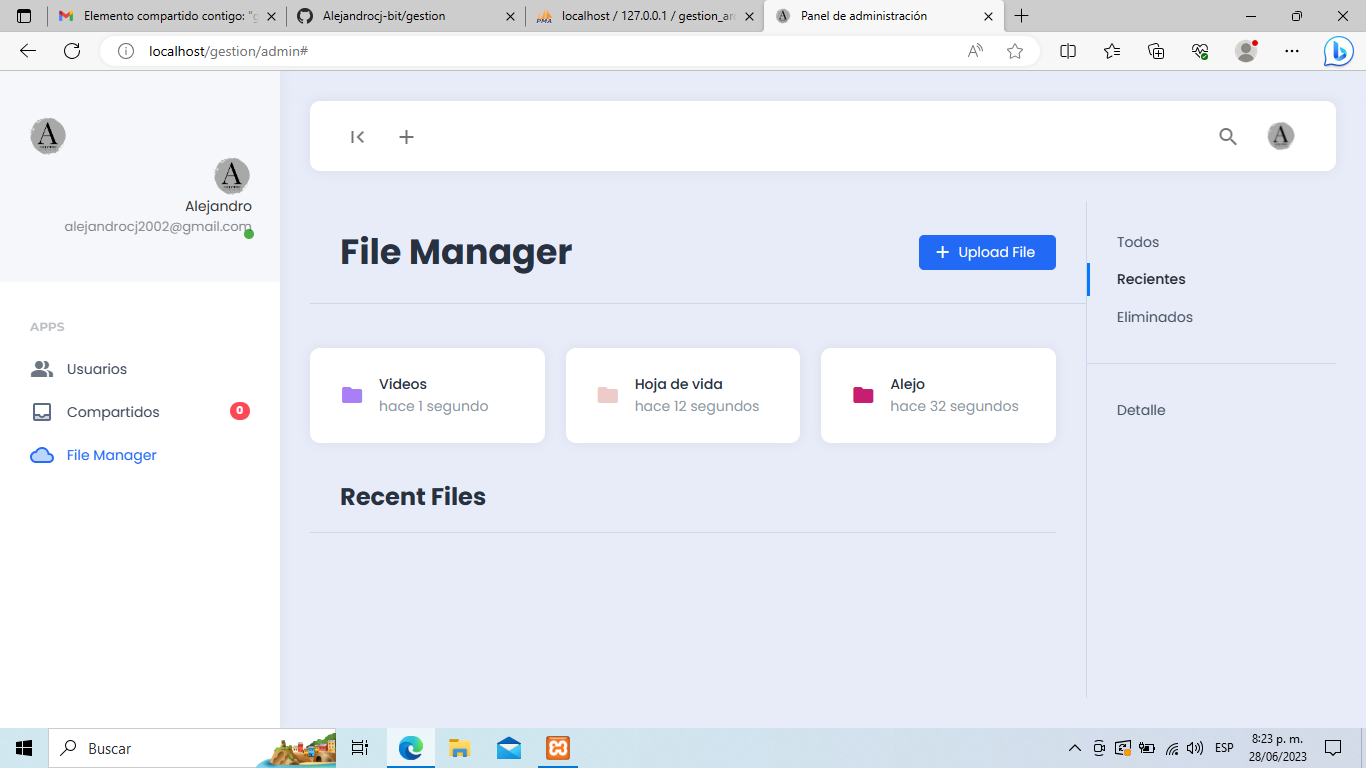 Elemento compartido contigo: "g
Alejandrocj-bit/gestion
localhost / 127.0.0.1 / gestion_arc
Panel de administración
localhost/gestion/admin#
A
A
Alejandro
alejandrocj2002@gmail.com
APPS
Usuarios
Compartidos
0
File Manager
A
File Manager
+ Upload File
Todos
Recientes
Eliminados
Detalle
Videos
hace 1 segundo
Hoja de vida
hace 12 segundos
Alejo
hace 32 segundos
Recent Files
Buscar
ESP
8:23 p. m.
28/06/2023